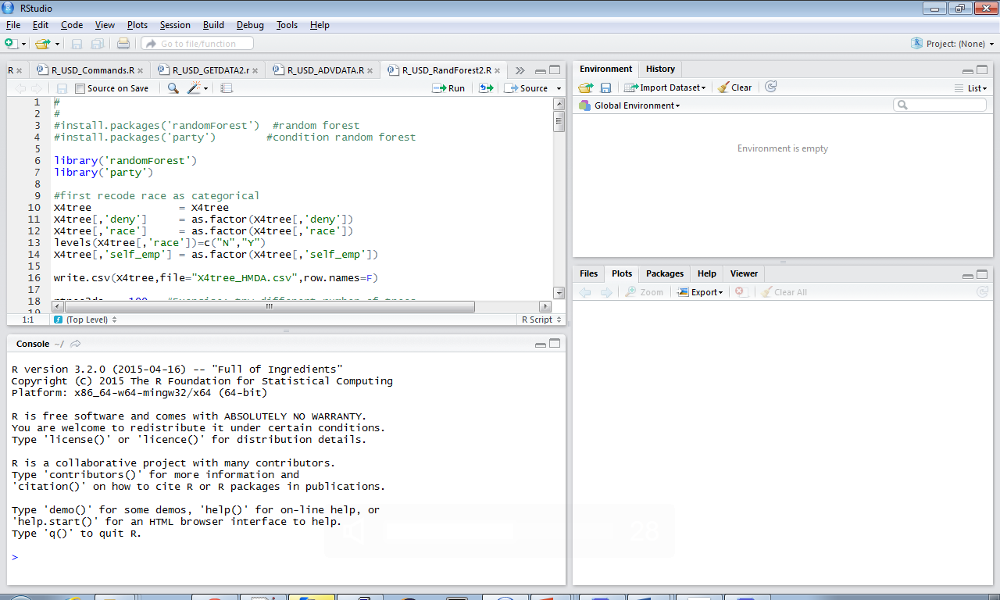 RStudio
File Edit Code View Plots Session Build Debug Tools Help
Go to file/function Project: (None)
R R_USD_Commands.R R_USD_GETDATA2.r R_USD_ADVDATA.R R_USD_RandForest2.R
Source on Save Run Source
1 #
2 #
3 #install.packages('randomForest')  #random forest
4 #install.packages('party')        #condition random forest
5
6 library('randomForest')
7 library('party')
8
9 #first recode race as categorical
10 X4tree              = X4tree
11 X4tree[,'deny']     = as.factor(X4tree[,'deny'])
12 X4tree[,'race']     = as.factor(X4tree[,'race'])
13 levels(X4tree[,'race'])=c("N","Y")
14 X4tree[,'self_emp'] = as.factor(X4tree[,'self_emp'])
15
16 write.csv(X4tree,file="X4tree_HMDA.csv",row.names=F)
17
18
19
1:1 (Top Level) R Script
Console ~/
R version 3.2.0 (2015-04-16) -- "Full of Ingredients"
Copyright (C) 2015 The R Foundation for Statistical Computing
Platform: x86_64-w64-mingw32/x64 (64-bit)
R is free software and comes with ABSOLUTELY NO WARRANTY.
You are welcome to redistribute it under certain conditions.
Type 'license()' or 'licence()' for distribution details.
R is a collaborative project with many contributors.
Type 'contributors()' for more information and
'citation()' on how to cite R or R packages in publications.
Type 'demo()' for some demos, 'help()' for on-line help, or
'help.start()' for an HTML browser interface to help.
Type 'q()' to quit R.
>
Environment History
Import Dataset Clear List
Global Environment
Environment is empty
Files Plots Packages Help Viewer
Zoom Export Clear All